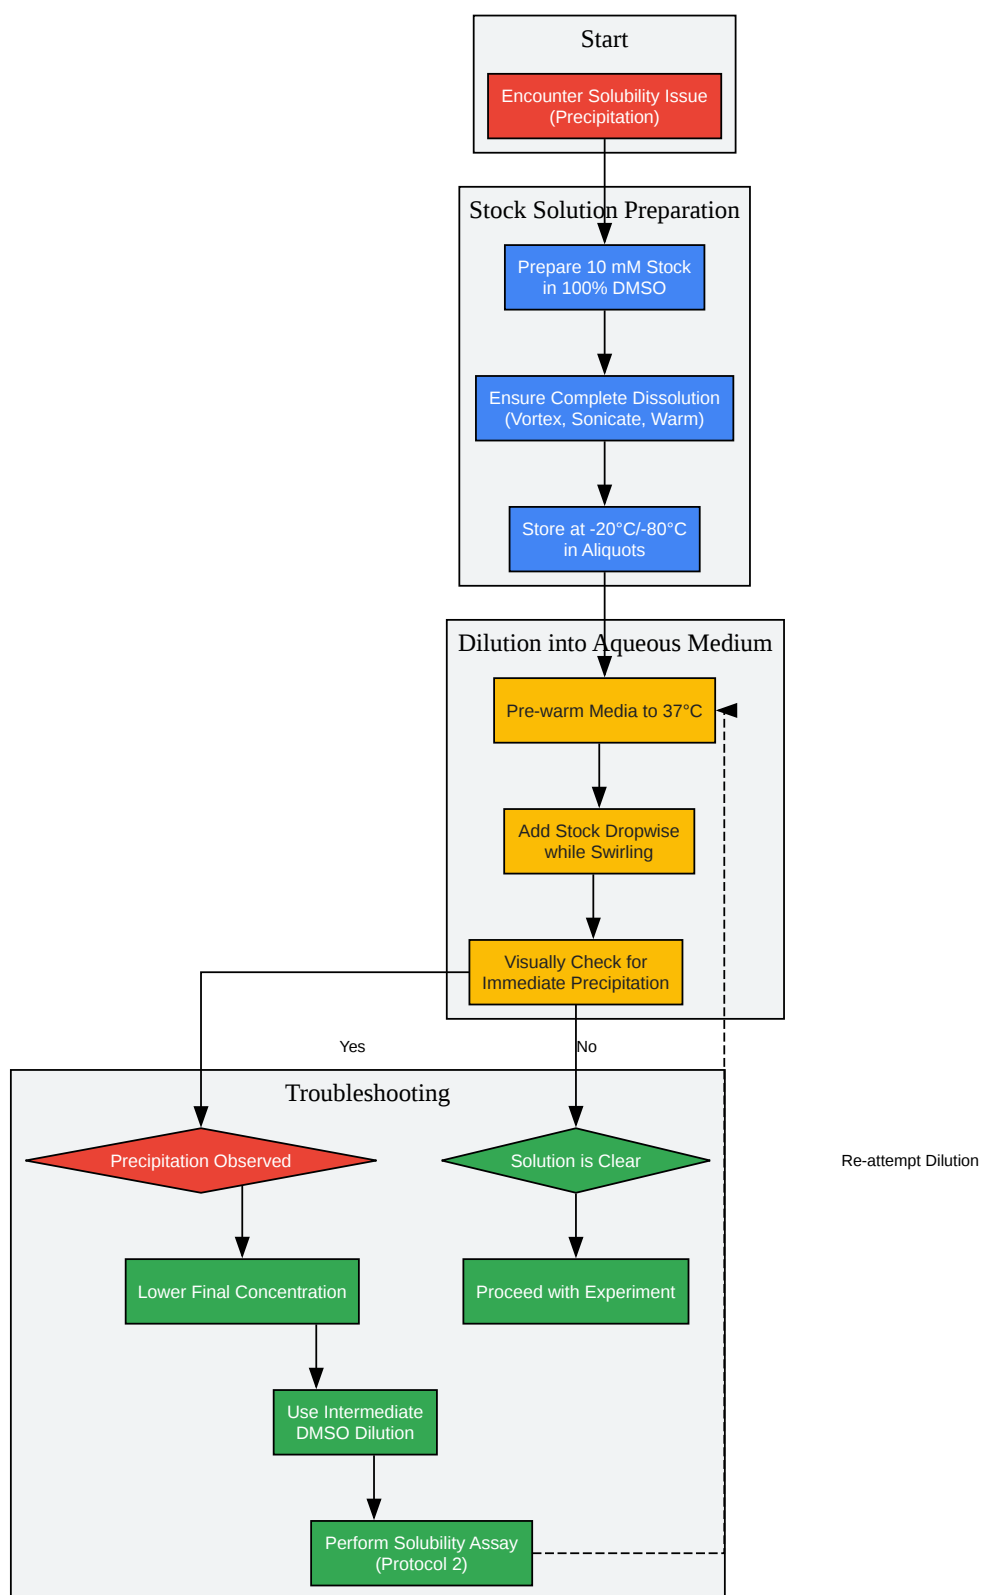 Start
Encounter Solubility Issue
(Precipitation)
Stock Solution Preparation
Prepare 10 mM Stock
in 100% DMSO
Ensure Complete Dissolution
(Vortex, Sonicate, Warm)
Store at -20°C/-80°C
in Aliquots
Dilution into Aqueous Medium
Pre-warm Media to 37°C
Add Stock Dropwise
while Swirling
Visually Check for
Immediate Precipitation
Yes
No
Troubleshooting
Precipitation Observed
Solution is Clear
Re-attempt Dilution
Lower Final Concentration
Proceed with Experiment
Use Intermediate
DMSO Dilution
Perform Solubility Assay
(Protocol 2)